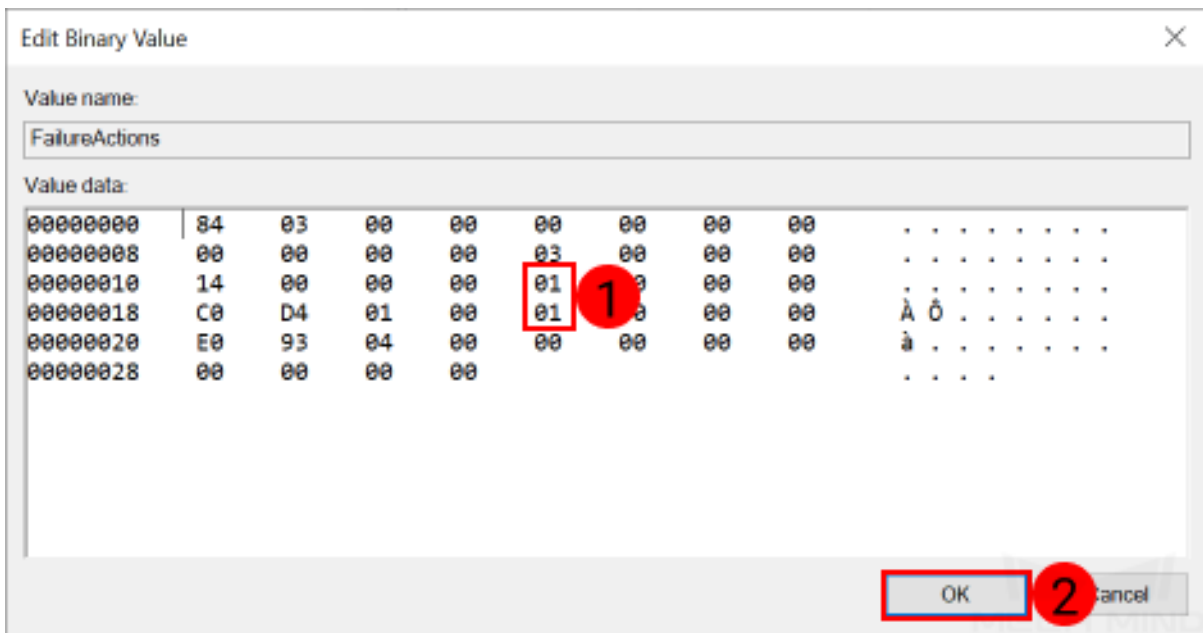 Edit Binary Value
Value name:
FailureActions
Value data:
00000000 84 03 00 00 00 00 00 00 . . . . . . . .
00000008 00 00 00 00 03 00 00 00 . . . . . . . .
00000010 14 00 00 00 01 00 00 . . . . . . . .
00000018 C0 D4 01 00 01 00 00 À Ô . . . . . .
00000020 E0 93 04 00 00 00 00 00 à . . . . . . .
00000028 00 00 00 00 . . . .
1
OK
2
Cancel